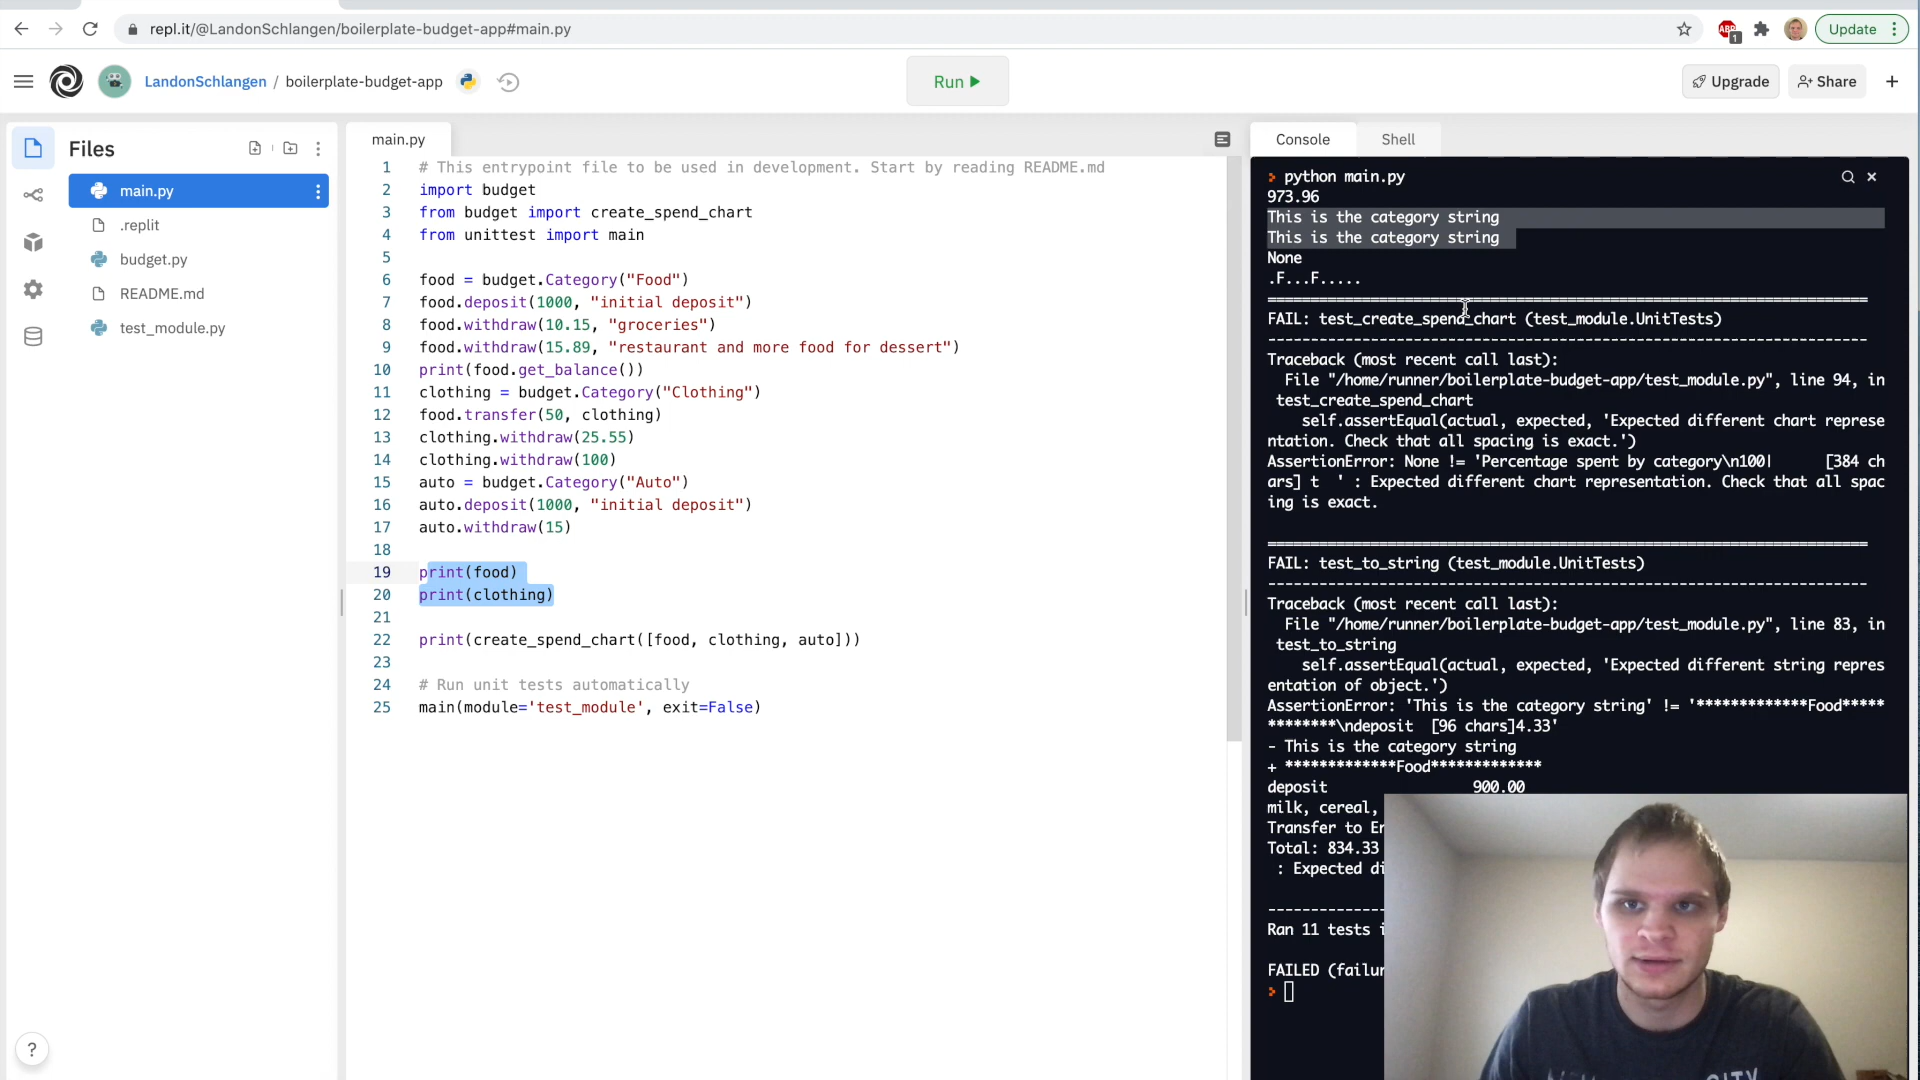 repl.it/@LandonSchlangen/boilerplate-budget-app#main.py
ABP
1
Update
LandonSchlangen / boilerplate-budget-app
Run
Upgrade
Share
Files
main.py
.replit
budget.py
README.md
test_module.py
?
main.py
1 # This entrypoint file to be used in development. Start by reading README.md
2 import budget
3 from budget import create_spend_chart
4 from unittest import main
5
6 food = budget.Category("Food")
7 food.deposit(1000, "initial deposit")
8 food.withdraw(10.15, "groceries")
9 food.withdraw(15.89, "restaurant and more food for dessert")
10 print(food.get_balance())
11 clothing = budget.Category("Clothing")
12 food.transfer(50, clothing)
13 clothing.withdraw(25.55)
14 clothing.withdraw(100)
15 auto = budget.Category("Auto")
16 auto.deposit(1000, "initial deposit")
17 auto.withdraw(15)
18
19 print(food)
20 print(clothing)
21
22 print(create_spend_chart([food, clothing, auto]))
23
24 # Run unit tests automatically
25 main(module='test_module', exit=False)
Console
Shell
python main.py
973.96
This is the category string
This is the category string
None
.F...F.....
======================================================================
FAIL: test_create_spend_chart (test_module.UnitTests)
----------------------------------------------------------------------
Traceback (most recent call last):
File "/home/runner/boilerplate-budget-app/test_module.py", line 94, in
test_create_spend_chart
self.assertEqual(actual, expected, 'Expected different chart represe
ntation. Check that all spacing is exact.')
AssertionError: None != 'Percentage spent by category\n100| [384 ch
ars] t ' : Expected different chart representation. Check that all spac
ing is exact.
======================================================================
FAIL: test_to_string (test_module.UnitTests)
----------------------------------------------------------------------
Traceback (most recent call last):
File "/home/runner/boilerplate-budget-app/test_module.py", line 83, in
test_to_string
self.assertEqual(actual, expected, 'Expected different string repres
entation of object.')
AssertionError: 'This is the category string' != '*************Food*****
********\ndeposit [96 chars]4.33'
- This is the category string
+ *************Food*************
deposit 900.00
milk, cereal,
Transfer to
Total: 834.33
: Expected
--------------
Ran 11 tests
FAILED
CITY